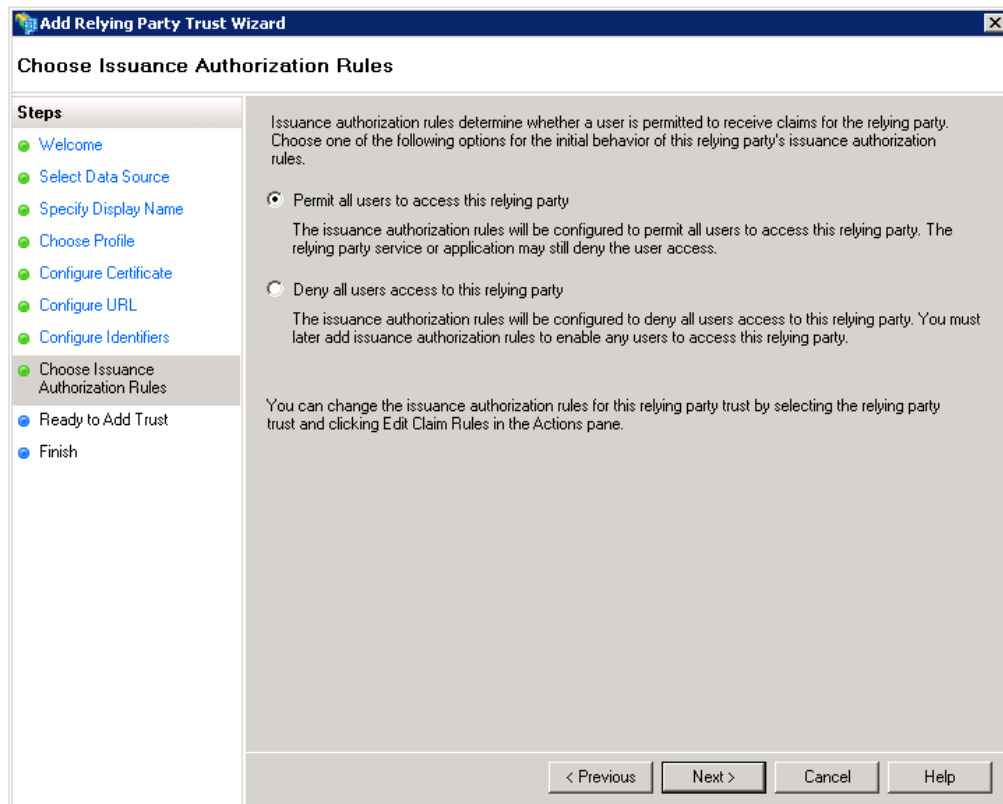 Add Relying Party Trust Wizard
Choose Issuance Authorization Rules
Steps
Welcome
Select Data Source
Specify Display Name
Choose Profile
Configure Certificate
Configure URL
Configure Identifiers
Choose Issuance
Authorization Rules
Ready to Add Trust
Finish
Issuance authorization rules determine whether a user is permitted to receive claims for the relying party.
Choose one of the following options for the initial behavior of this relying party's issuance authorization
rules.
Permit all users to access this relying party
The issuance authorization rules will be configured to permit all users to access this relying party. The
relying party service or application may still deny the user access.
Deny all users access to this relying party
The issuance authorization rules will be configured to deny all users access to this relying party. You must
later add issuance authorization rules to enable any users to access this relying party.
You can change the issuance authorization rules for this relying party trust by selecting the relying party
trust and clicking Edit Claim Rules in the Actions pane.
< Previous
Next >
Cancel
Help